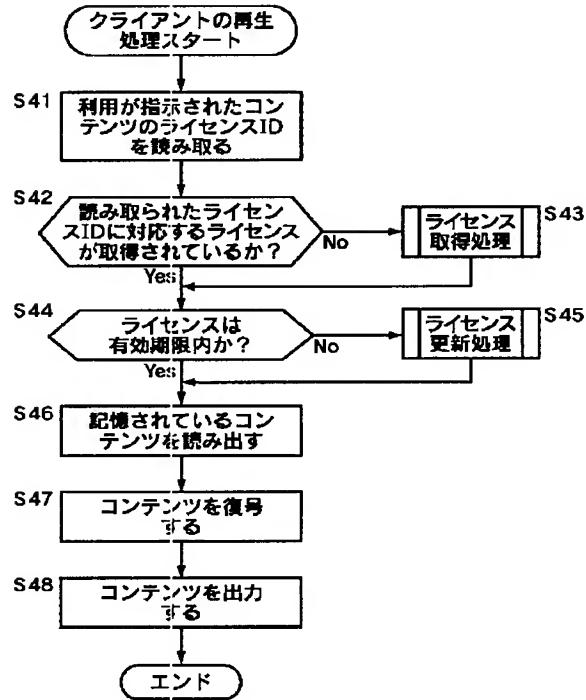 クライアントの再生
処理スタート
S41
利用が指示されたコン
テンツのライセンスID
を読み取る
S42
読み取られたライセン
スIDに対応するライセンス
が取得されているか？
No
Yes
S43
ライセンス
取得処理
S44
ライセンスは
有効期限内か？
No
Yes
S45
ライセンス
更新処理
S46
記憶されているコン
テンツを読み出す
S47
コンテンツを復号
する
S48
コンテンツを出力
する
エンド